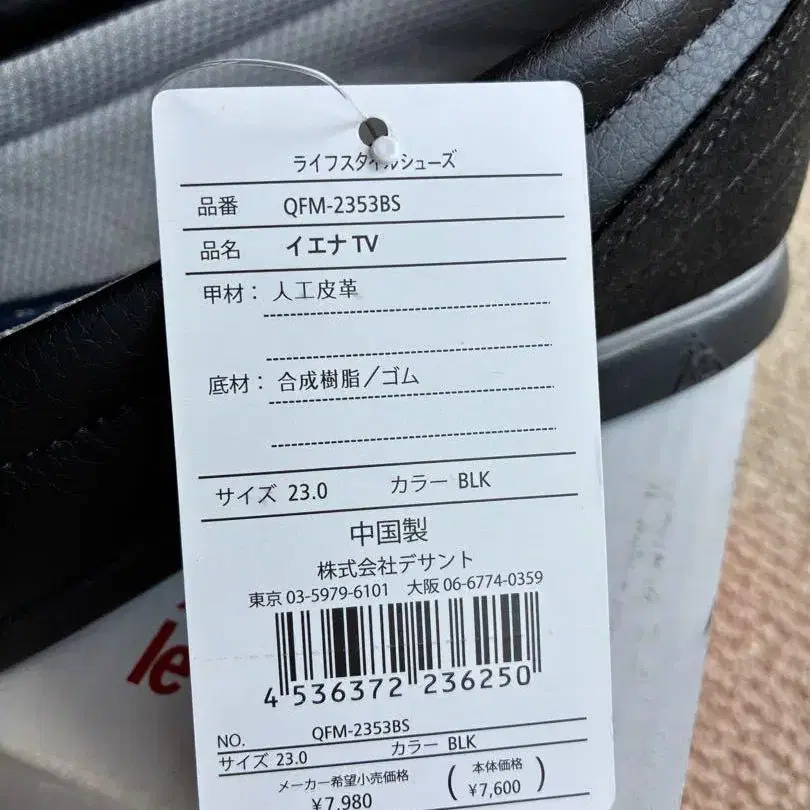 ライフスタイルシューズ
品番 QFM-2353BS
品名 イエナ TV
甲材： 人工皮革
底材： 合成樹脂／ゴム
サイズ 23.0 カラー BLK
中国製
株式会社デサント
東京 03-5979-6101 大阪 06-6774-0359
4 536372 236250
NO. QFM-2353BS
サイズ 23.0 カラー BLK
メーカー希望小売価格 ( 本体価格 )
¥7,980 ¥7,600
le